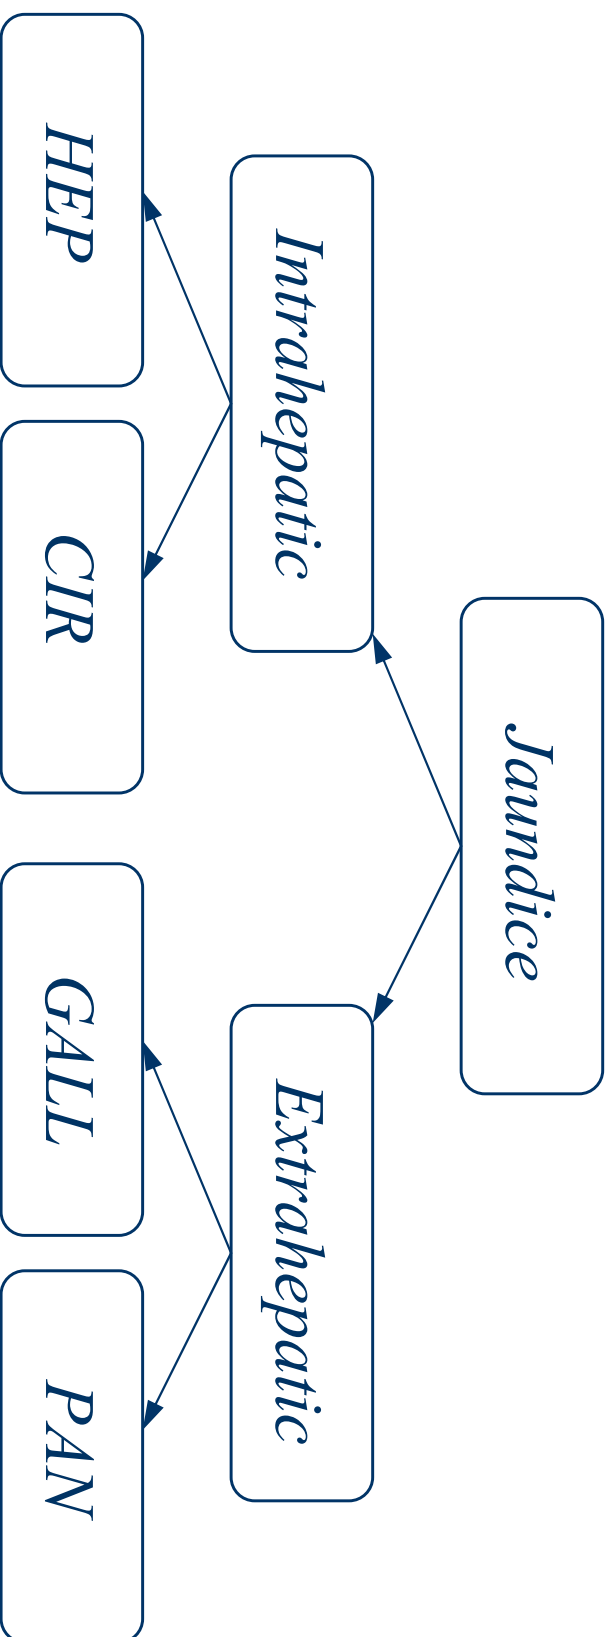 Jaundice
Intrahepatic
Extrahepatic
HEP
CIR
GALL
PAN